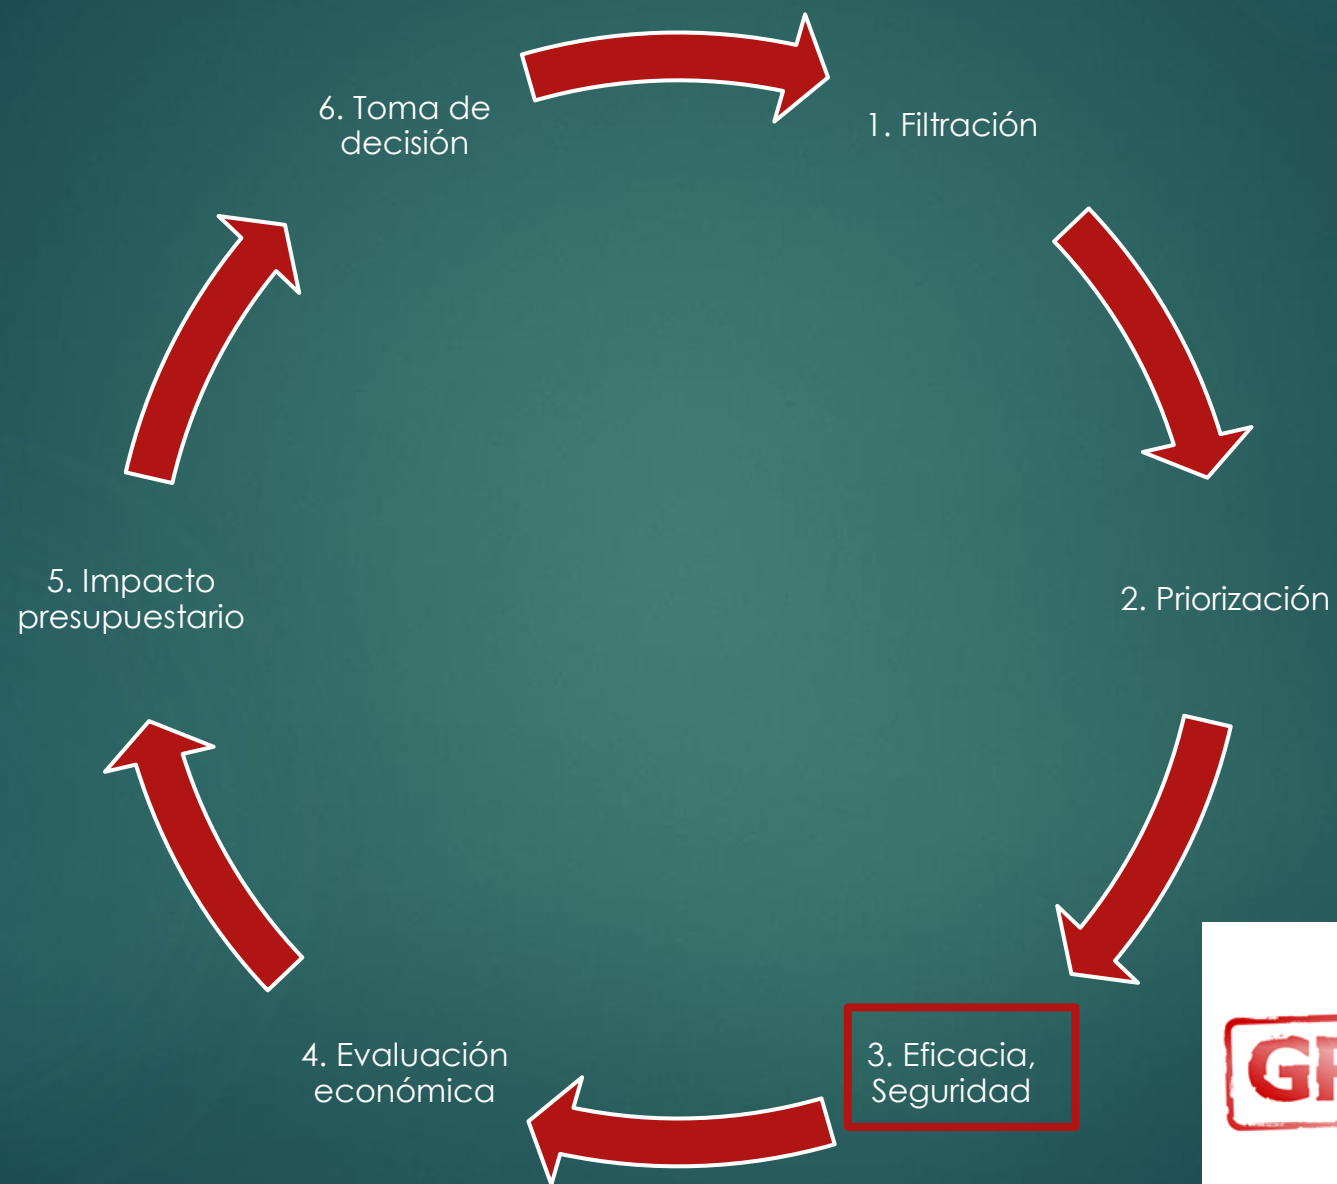 1. Filtración
2. Priorización
3. Eficacia,
Seguridad
4. Evaluación
económica
5. Impacto
presupuestario
6. Toma de
decisión